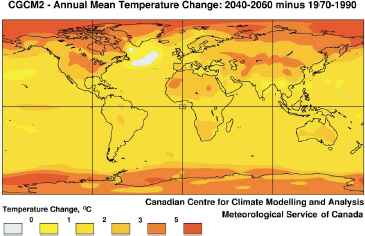 CGCM2 - Annual Mean Temperature Change: 2040-2060 minus 1970-1990
Canadian Centre for Climate Modelling and Analysis
Meteorological Service of Canada
Temperature Change, ºC
0 1 2 3 5